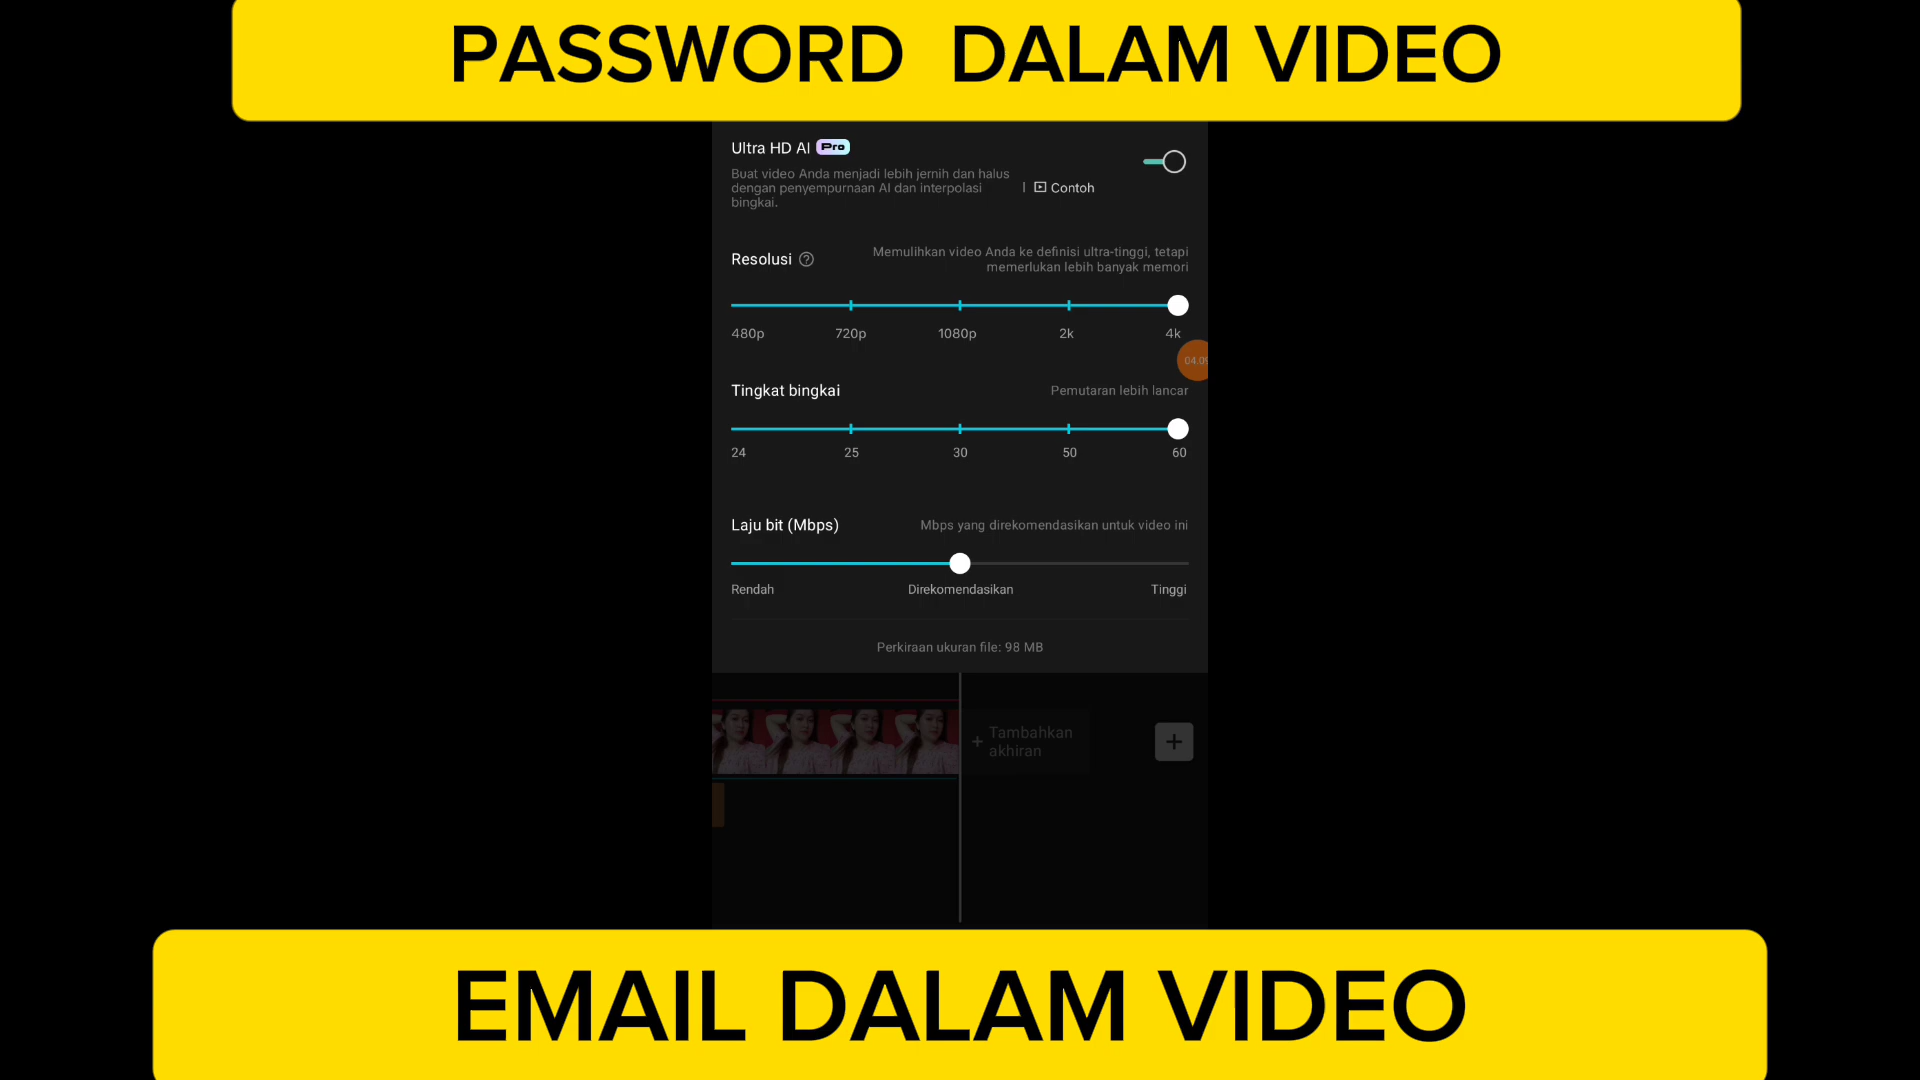 PASSWORD DALAM VIDEO
Ultra HD AI Pro
Buat video Anda menjadi lebih jernih dan halus
dengan penyempurnaan AI dan interpolasi
bingkai.
| Contoh
Resolusi ?
Memulihkan video Anda ke definisi ultra-tinggi, tetapi
memerlukan lebih banyak memori
480p 720p 1080p 2k 4k
Tingkat bingkai Pemutaran lebih lancar
24 25 30 50 60
Laju bit (Mbps) Mbps yang direkomendasikan untuk video ini
Rendah Direkomendasikan Tinggi
Perkiraan ukuran file: 98 MB
+ Tambahkan
akhiran
+
EMAIL DALAM VIDEO